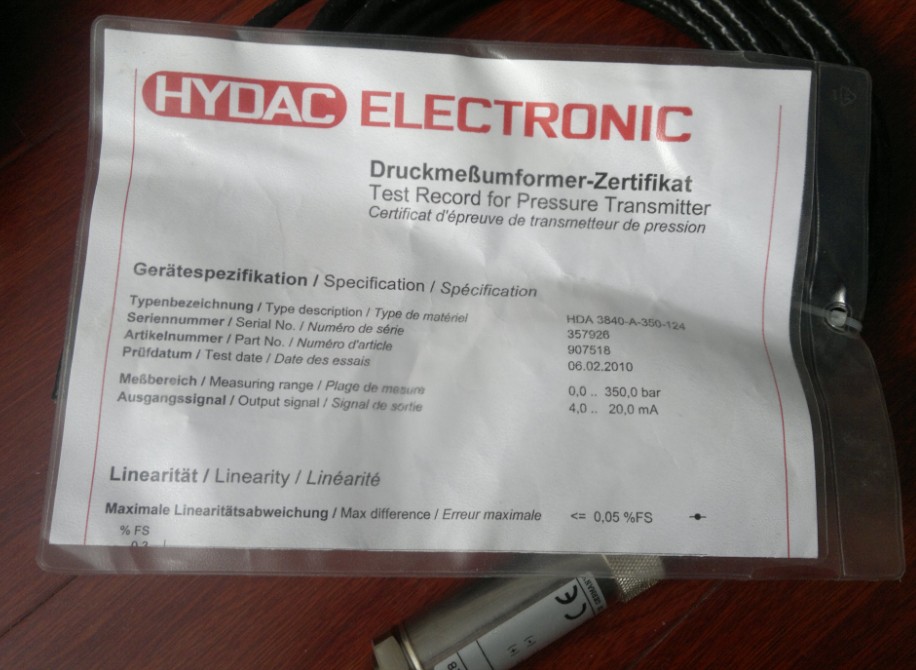 HYDAC ELECTRONIC
Druckmeßumformer-Zertifikat
Test Record for Pressure Transmitter
Certificat d'épreuve de transmetteur de pression
Gerätespezifikation / Specification / Spécification
Typenbezeichnung / Type description / Type de matériel HDA 3840-A-350-124
Seriennummer / Serial No. / Numéro de série 357926
Artikelnummer / Part No. / Numéro d'article 907518
Prüfdatum / Test date / Date des essais 06.02.2010
Meßbereich / Measuring range / Plage de mesure 0,0 .. 350,0 bar
Ausgangssignal / Output signal / Signal de sortie 4,0 .. 20,0 mA
Linearität / Linearity / Linéarité
Maximale Linearitätsabweichung / Max difference / Erreur maximale <= 0,05 %FS
% FS
0.2
CE